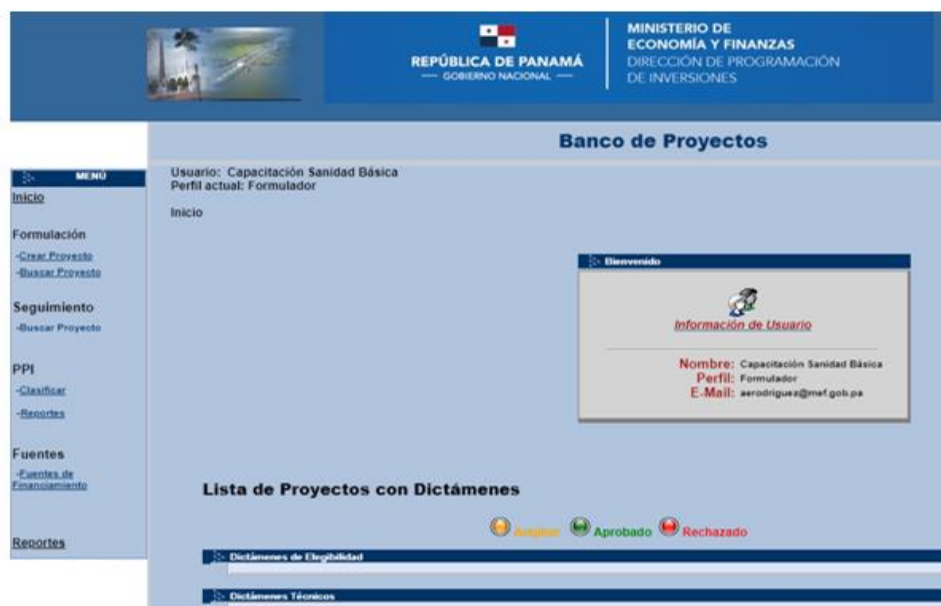 REPÚBLICA DE PANAMÁ
— GOBIERNO NACIONAL —
MINISTERIO DE
ECONOMÍA Y FINANZAS
DIRECCIÓN DE PROGRAMACIÓN
DE INVERSIONES
Banco de Proyectos
MENÚ
Inicio
Formulación
-Crear Proyecto
-Buscar Proyecto
Seguimiento
-Buscar Proyecto
PPI
-Clasificar
-Reportes
Fuentes
-Fuentes de
Financiamiento
Reportes
Usuario: Capacitación Sanidad Básica
Perfil actual: Formulador
Inicio
Bienvenido
Información de Usuario
Nombre: Capacitación Sanidad Básica
Perfil: Formulador
E-Mail: aerodriguez@mef.gob.pa
Lista de Proyectos con Dictámenes
Aprobado Rechazado
Dictámenes de Elegibilidad
Dictámenes Técnicos